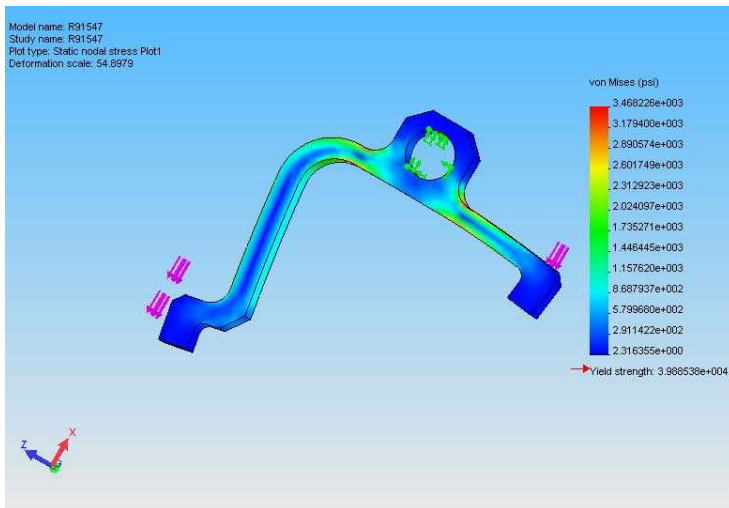 Model name: R91547
Study name: R91547
Plot type: Static nodal stress Plot1
Deformation scale: 54.8979
von Mises (psi)
3.468226e+003
3.179400e+003
2.890574e+003
2.601749e+003
2.312923e+003
2.024097e+003
1.735271e+003
1.446445e+003
1.157620e+003
8.687937e+002
5.799680e+002
2.911422e+002
2.316355e+000
Yield strength: 3.988538e+004
Z
X